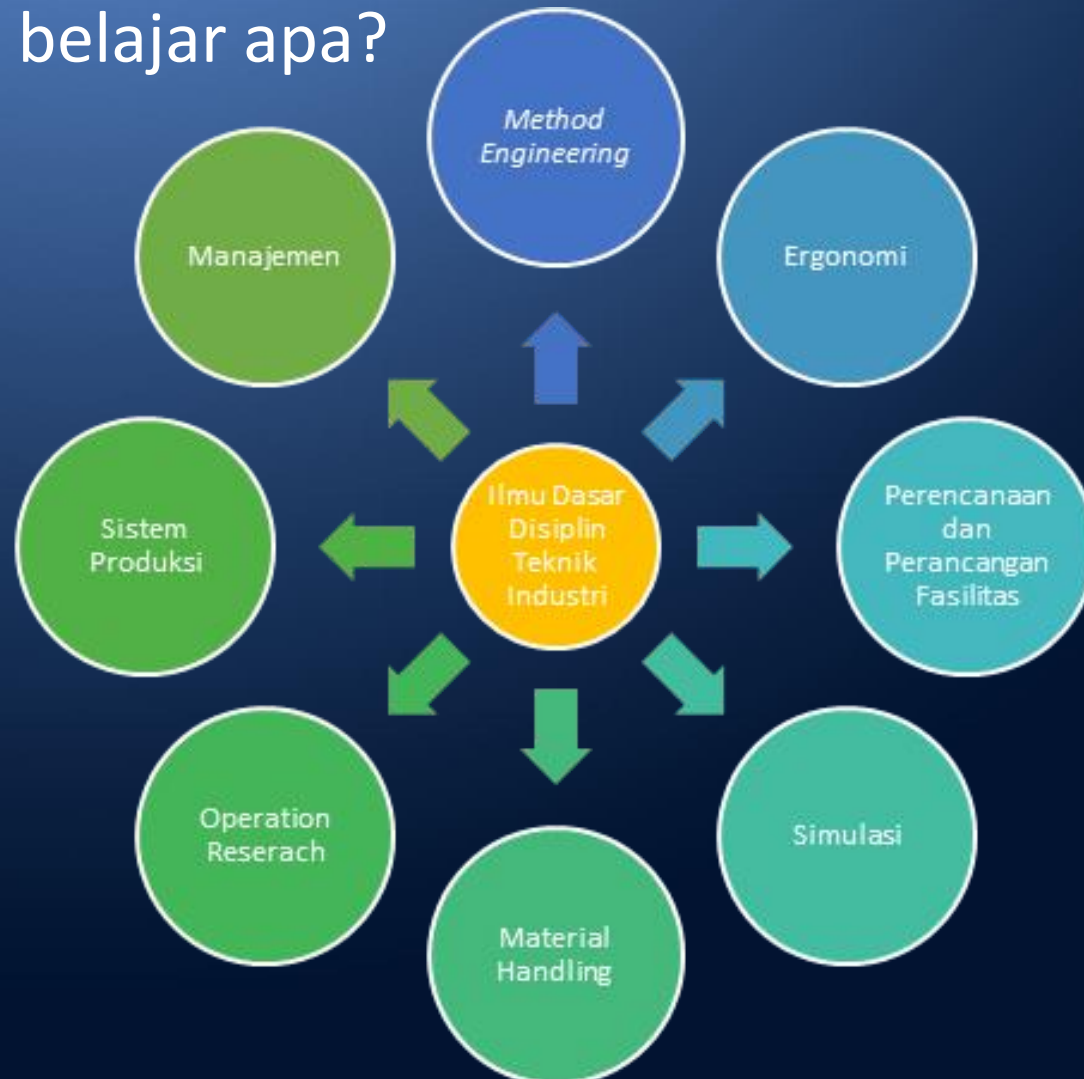 belajar apa?
Method
Engineering
Ergonomi
Perencanaan
dan
Perancangan
Fasilitas
Simulasi
Material
Handling
Operation
Reserach
Sistem
Produksi
Manajemen
Ilmu Dasar
Disiplin
Teknik
Industri